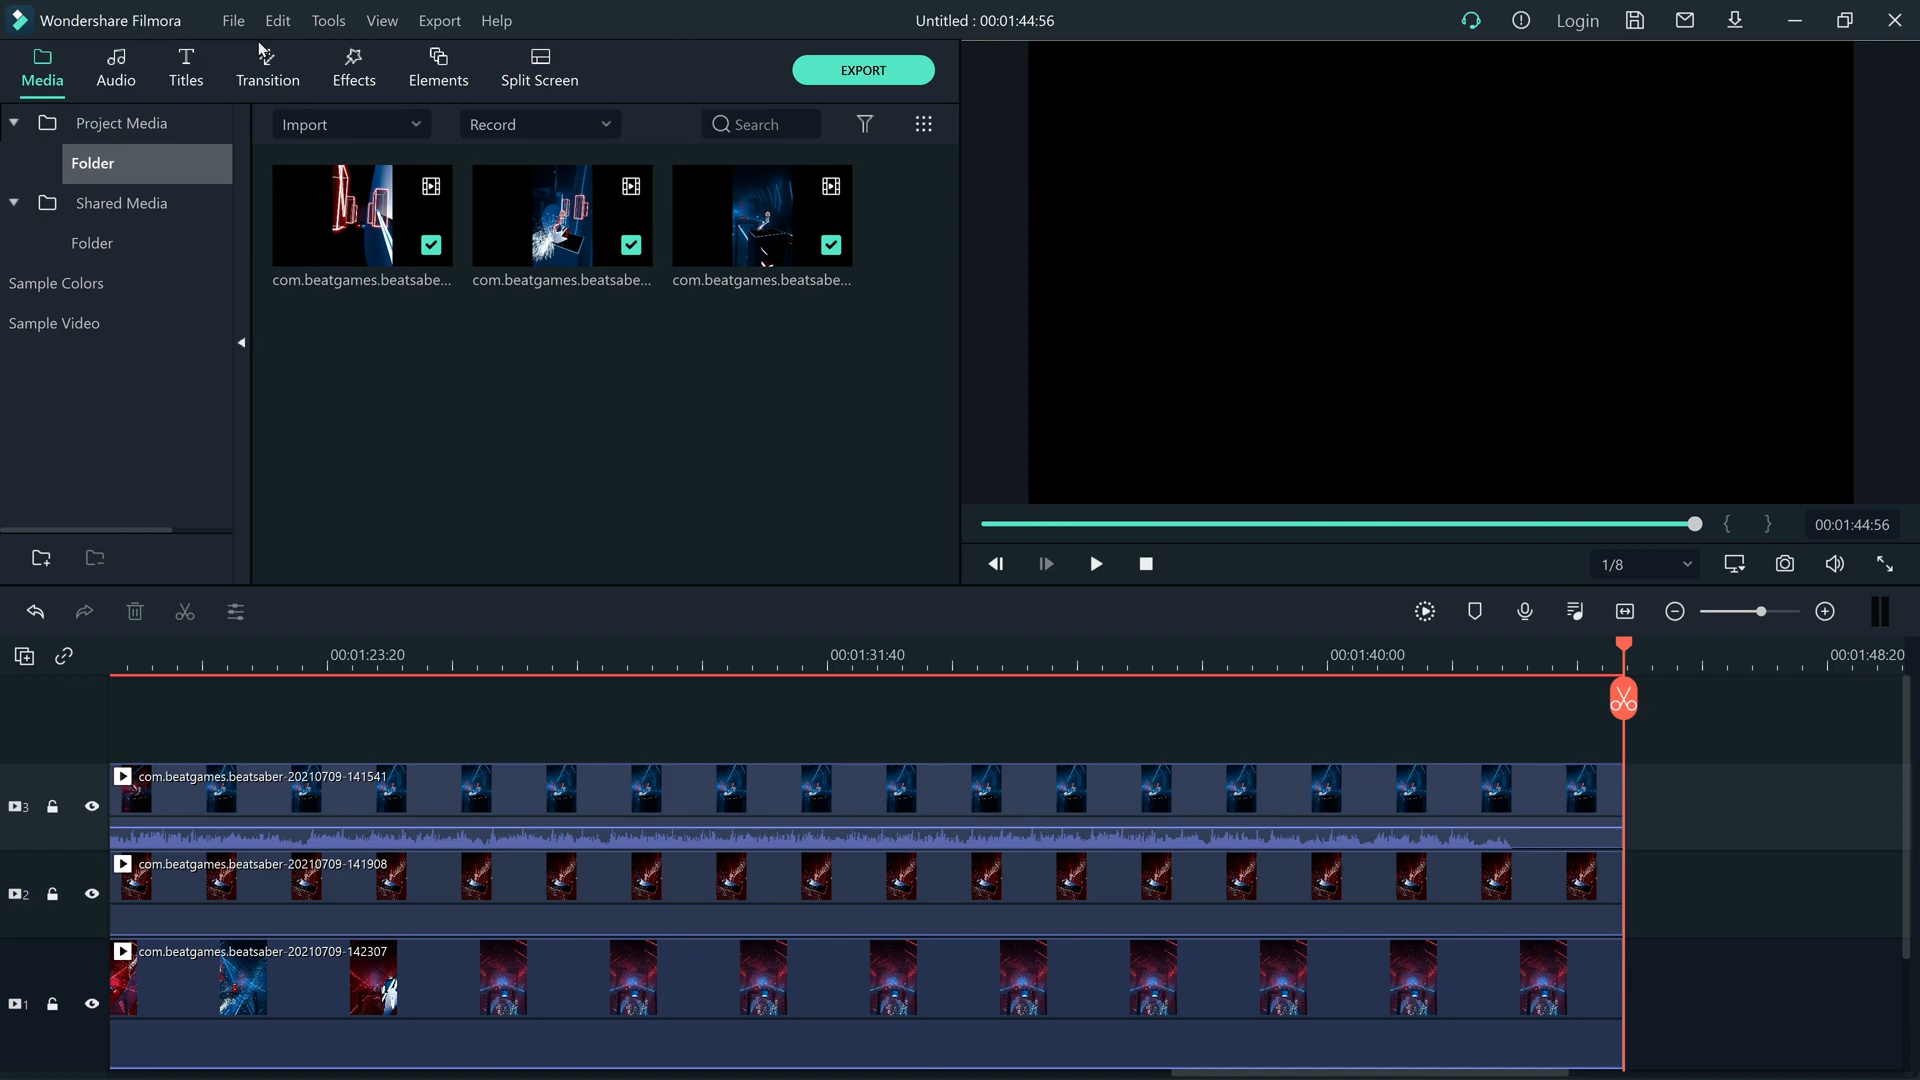 Wondershare Filmora File Edit Tools View Export Help Untitled : 00:01:44:56 Login
Media Audio Titles Transition Effects Elements Split Screen EXPORT
Project Media
Folder
Shared Media
Folder
Sample Colors
Sample Video
Import Record Search
com.beatgames.beatsabe... com.beatgames.beatsabe... com.beatgames.beatsabe...
{ } 00:01:44:56
1/8
00:01:23:20 00:01:31:40 00:01:40:00 00:01:48:20
com.beatgames.beatsaber-20210709-141541
3
com.beatgames.beatsaber-20210709-141908
2
com.beatgames.beatsaber-20210709-142307
1